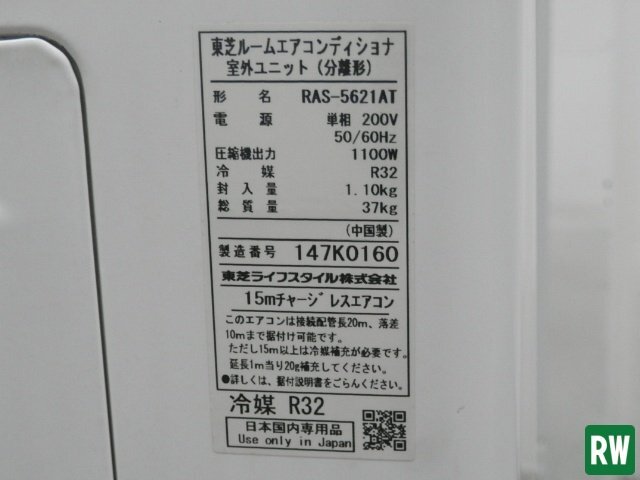 東芝ルームエアコンディショナ
室外ユニット(分離形)
形名 RAS-5621AT
電源 単相 200V
50/60Hz
圧縮機出力 1100W
冷媒 R32
封入量 1.10kg
総質量 37kg
(中国製)
製造番号 147K0160
東芝ライフスタイル株式会社
15mチャージレスエアコン
このエアコンは接続配管長20m、落差
10mまで据付け可能です。
ただし15m以上は冷媒補充が必要です。
延長1m当り20g補充してください。
●詳しくは、据付説明書をごらんください。
冷媒 R32
日本国内専用品
Use only in Japan
RW